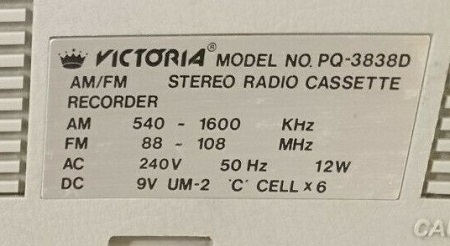 VICTORIA® MODEL NO. PQ-3838D
AM/FM STEREO RADIO CASSETTE
RECORDER
AM 540 - 1600 KHz
FM 88 - 108 MHz
AC 240V 50 Hz 12W
DC 9V UM-2 'C' CELL x 6